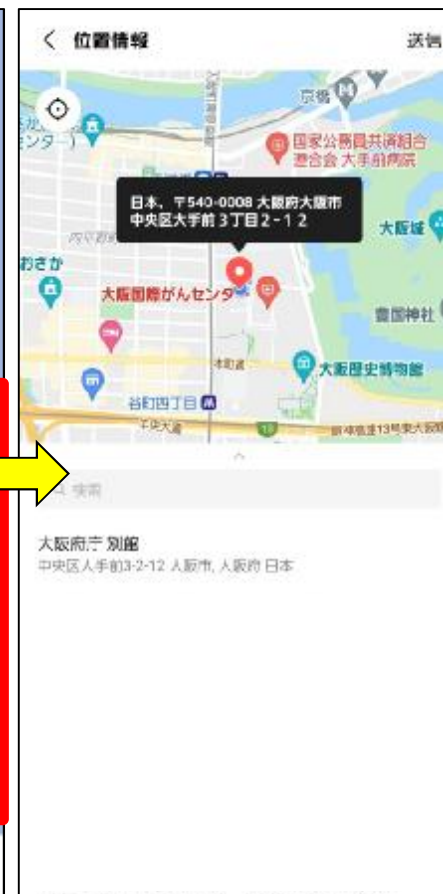 位置情報
送信
京橋
国家公務員共済組合
連合会 大手前病院
日本、〒540-0008 大阪府大阪市
中央区大手前3丁目2-12
大阪城
おさか
大阪国際がんセンタ
豊国神社
本町通
大阪歴史博物館
谷町四丁目
中央大通
検索
大阪府庁 別館
中央区大手前3-2-12 大阪市, 大阪府 日本